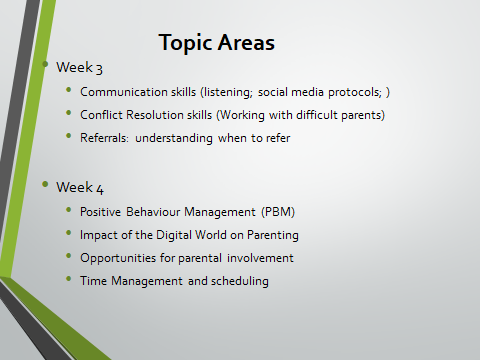 Topic Areas
Week 3
Communication skills (listening; social media protocols; )
Conflict Resolution skills (Working with difficult parents)
Referrals: understanding when to refer
Week 4
Positive Behaviour Management (PBM)
Impact of the Digital World on Parenting
Opportunities for parental involvement
Time Management and scheduling